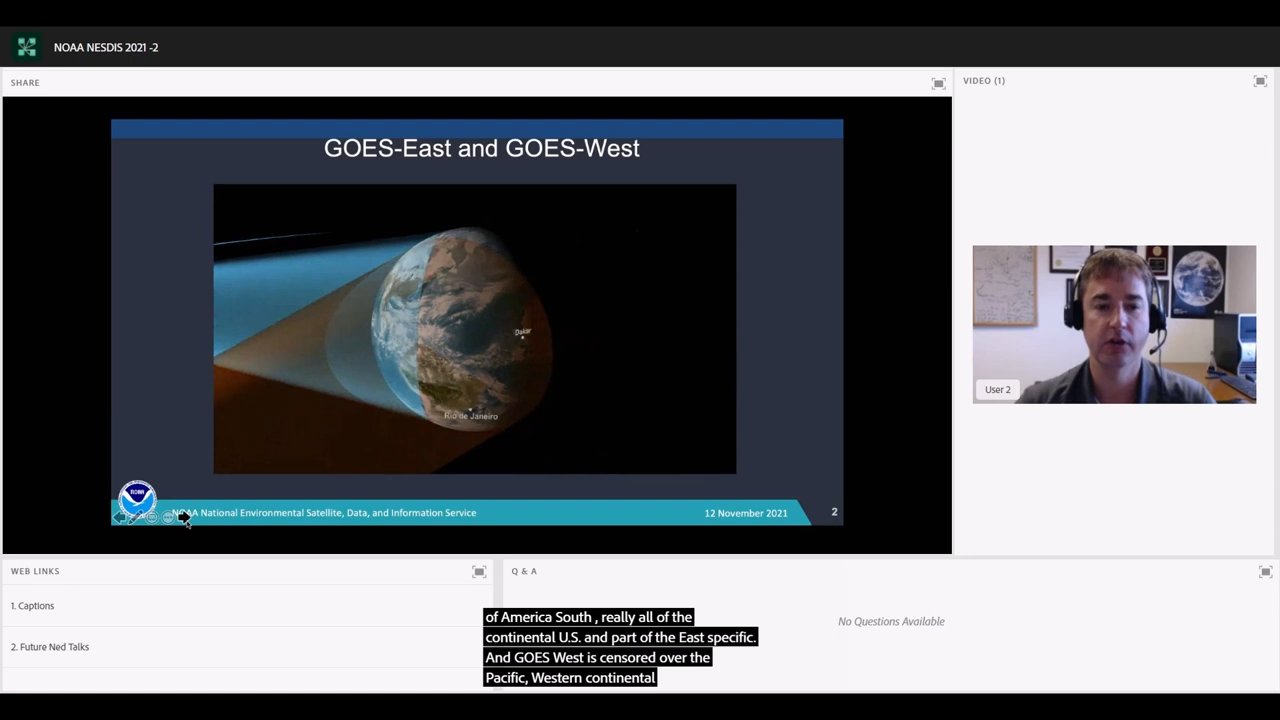 NOAA NESDIS 2021 -2
SHARE
VIDEO (1)
GOES-East and GOES-West
Dakar
Rio de Janeiro
User 2
NOAA
NOAA National Environmental Satellite, Data, and Information Service
12 November 2021
2
WEB LINKS
1. Captions
2. Future Ned Talks
Q & A
No Questions Available
of America South , really all of the
continental U.S. and part of the East specific.
And GOES West is censored over the
Pacific, Western continental